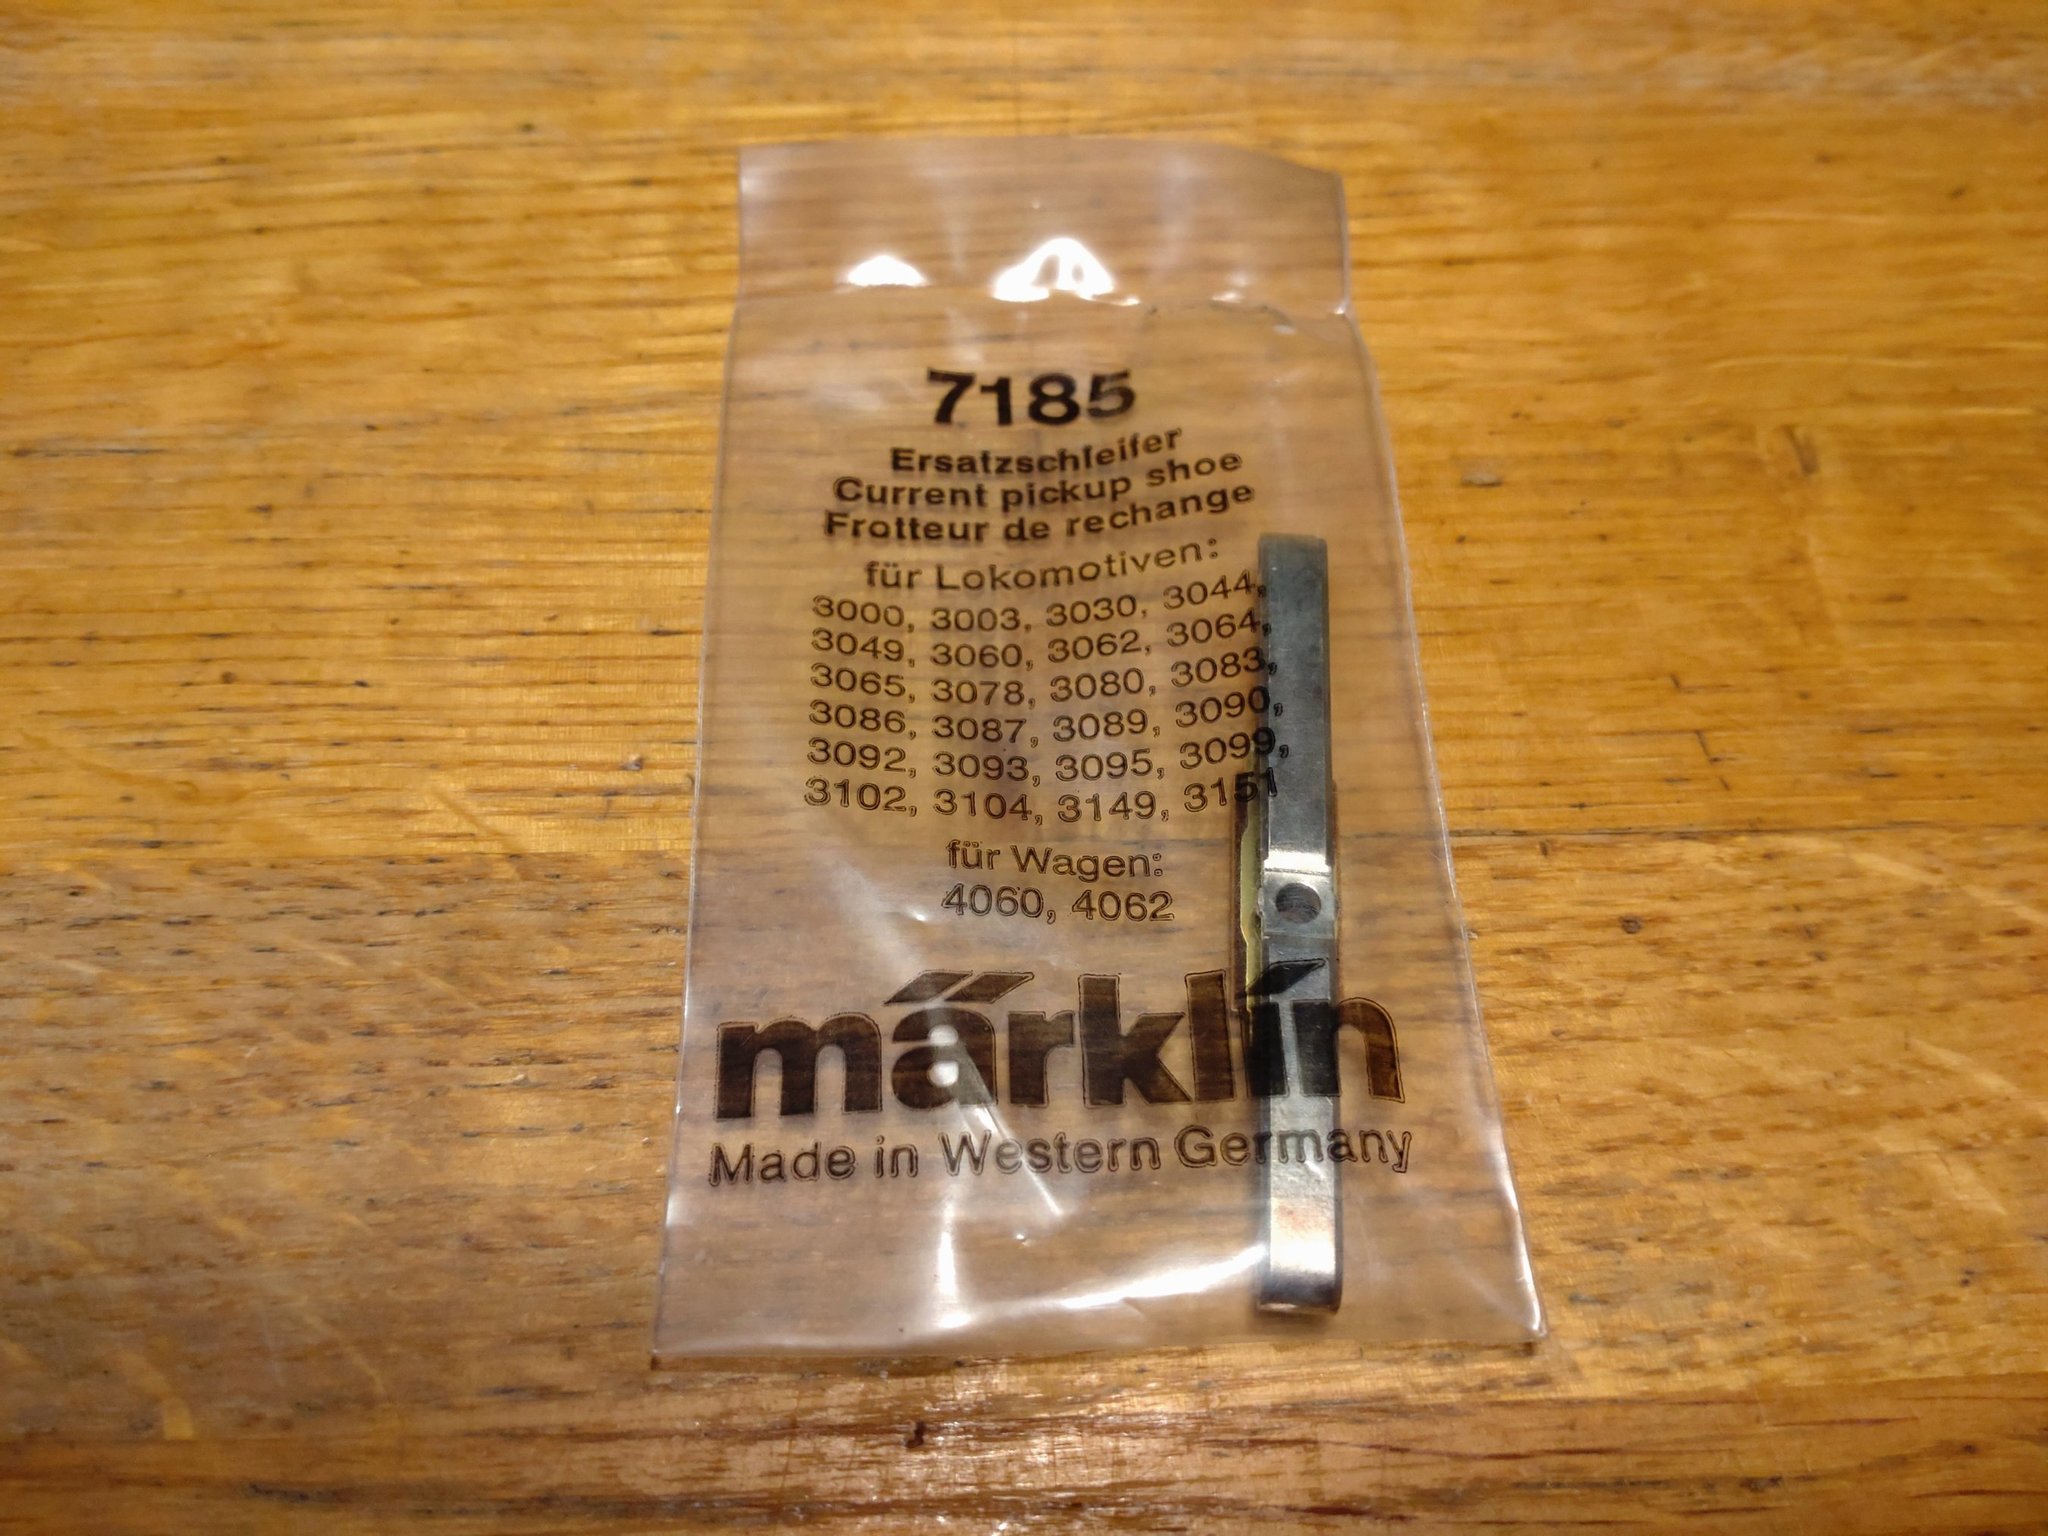 7185
Ersatzschleifer
Current pickup shoe
Frotteur de rechange
für Lokomotiven:
3000, 3003, 3030, 3044,
3049, 3060, 3062, 3064,
3065, 3078, 3080, 3083,
3086, 3087, 3089, 3090,
3092, 3093, 3095, 3099,
3102, 3104, 3149, 3151
für Wagen:
4060, 4062
märklin
Made in Western Germany